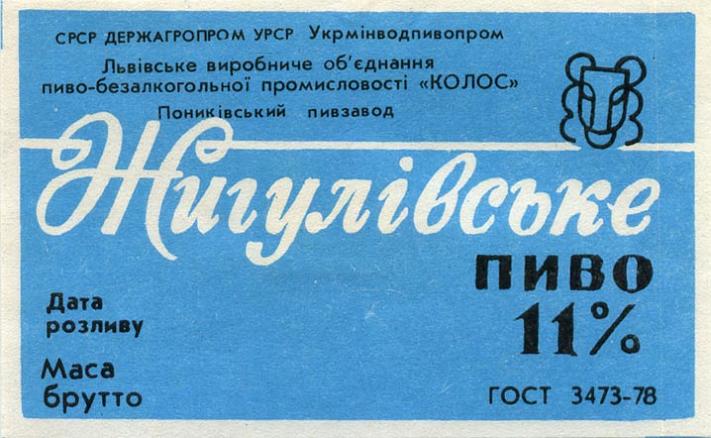 СРСР ДЕРЖАГРОПРОМ УРСР Укрмінводпивопром
Львівське виробниче об'єднання
пиво-безалкогольної промисловості «КОЛОС»
Пониківський пивзавод
Жигулівське
пиво
11%
Дата
розливу
Маса
брутто
ГОСТ 3473-78